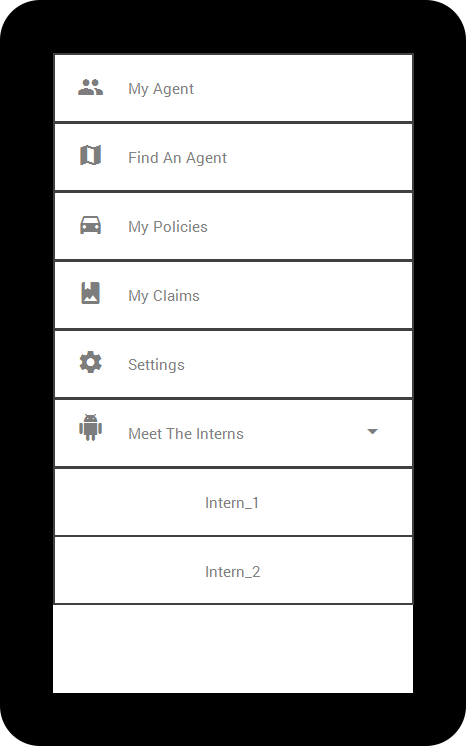 My Agent
Find An Agent
My Policies
My Claims
Settings
Meet The Interns
Intern_1
Intern_2